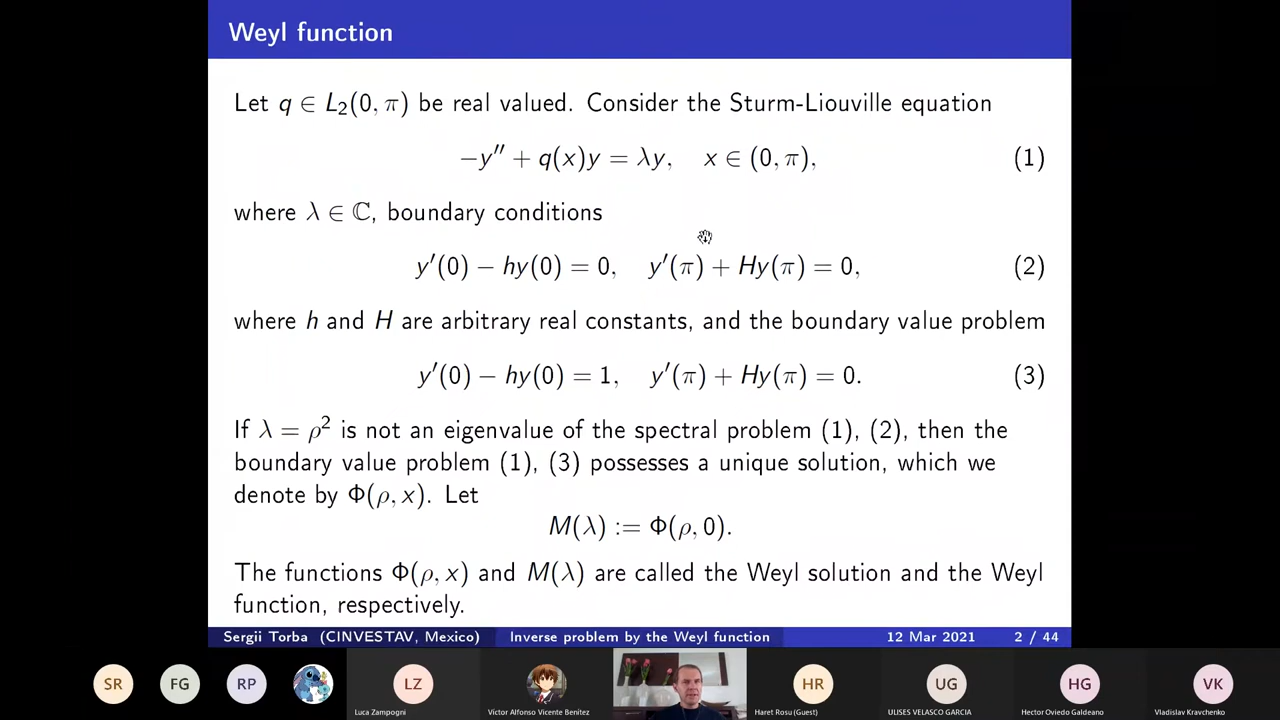 Weyl function
Let q ∈ L₂(0, π) be real valued. Consider the Sturm-Liouville equation
−y″ + q(x)y = λy, x ∈ (0, π), (1)
where λ ∈ ℂ, boundary conditions
y′(0) − hy(0) = 0, y′(π) + Hy(π) = 0, (2)
where h and H are arbitrary real constants, and the boundary value problem
y′(0) − hy(0) = 1, y′(π) + Hy(π) = 0. (3)
If λ = ρ² is not an eigenvalue of the spectral problem (1), (2), then the
boundary value problem (1), (3) possesses a unique solution, which we
denote by Φ(ρ, x). Let
M(λ) := Φ(ρ, 0).
The functions Φ(ρ, x) and M(λ) are called the Weyl solution and the Weyl
function, respectively.
Sergii Torba (CINVESTAV, Mexico) Inverse problem by the Weyl function 12 Mar 2021 2 / 44
SR FG RP LZ HR UG HG VK
Luca Zampogni Víctor Alfonso Vicente Benítez Haret Rosu (Guest) ULISES VELASCO GARCIA Hector Oviedo Galdeano Vladislav Kravchenko